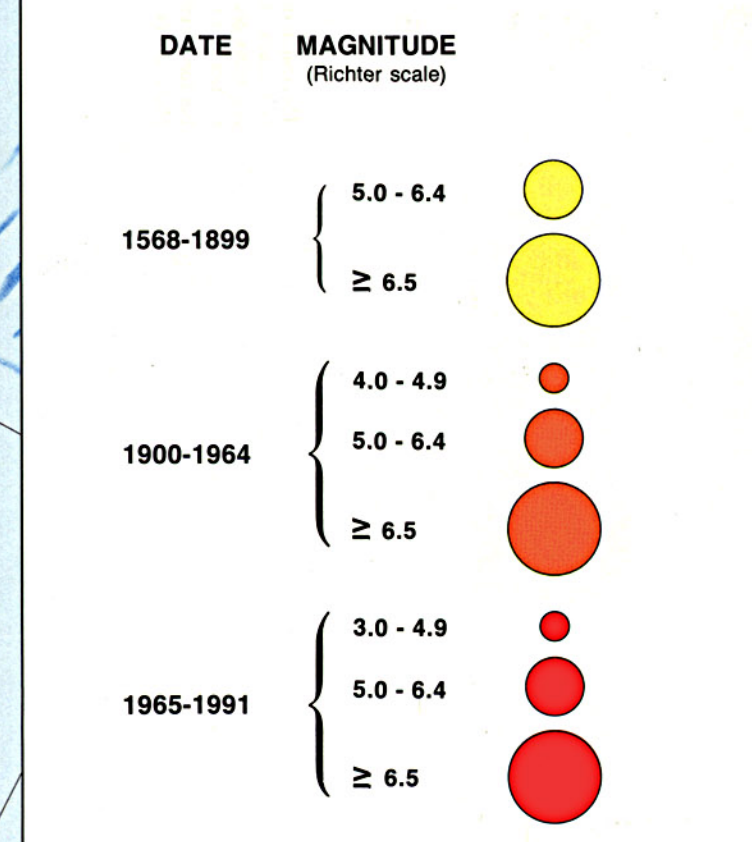 DATE MAGNITUDE
(Richter scale)
5.0 - 6.4
1568-1899
≥ 6.5
4.0 - 4.9
5.0 - 6.4
1900-1964
≥ 6.5
3.0 - 4.9
5.0 - 6.4
1965-1991
≥ 6.5